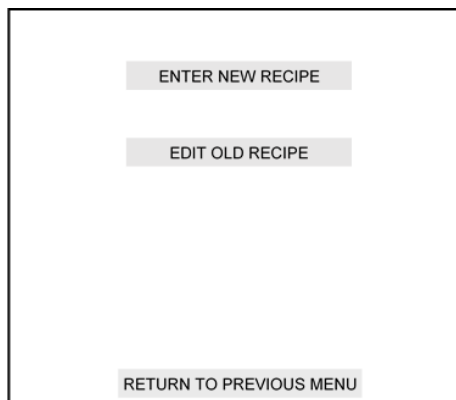 ENTER NEW RECIPE
EDIT OLD RECIPE
RETURN TO PREVIOUS MENU